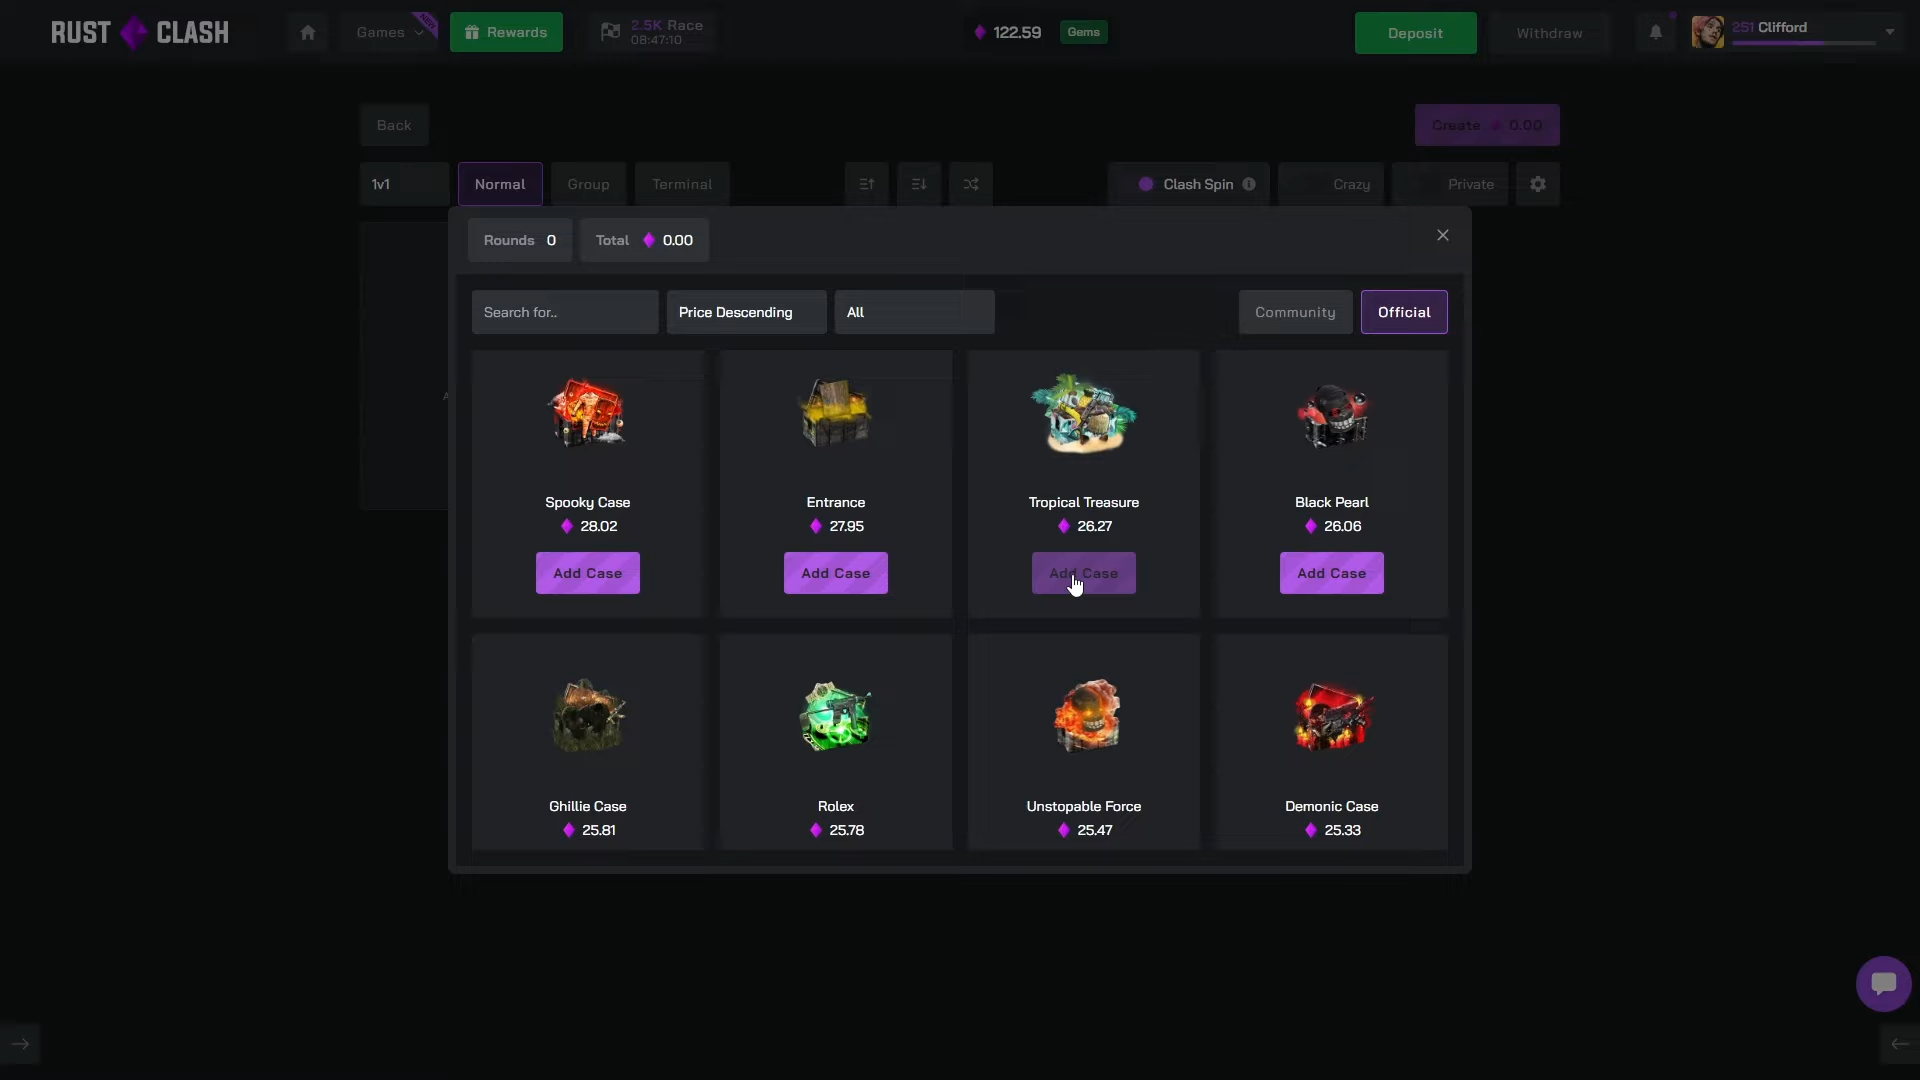 RUST CLASH
Games
NEW
Rewards
2.5K Race
08:47:10
122.59
Gems
Deposit
Withdraw
251 Clifford
Back
Create 0.00
1v1
Normal
Group
Terminal
Clash Spin
Crazy
Private
Rounds 0
Total 0.00
Search for..
Price Descending
All
Community
Official
Spooky Case
28.02
Add Case
Entrance
27.95
Add Case
Tropical Treasure
26.27
Add Case
Black Pearl
26.06
Add Case
Ghillie Case
25.81
Rolex
25.78
Unstopable Force
25.47
Demonic Case
25.33